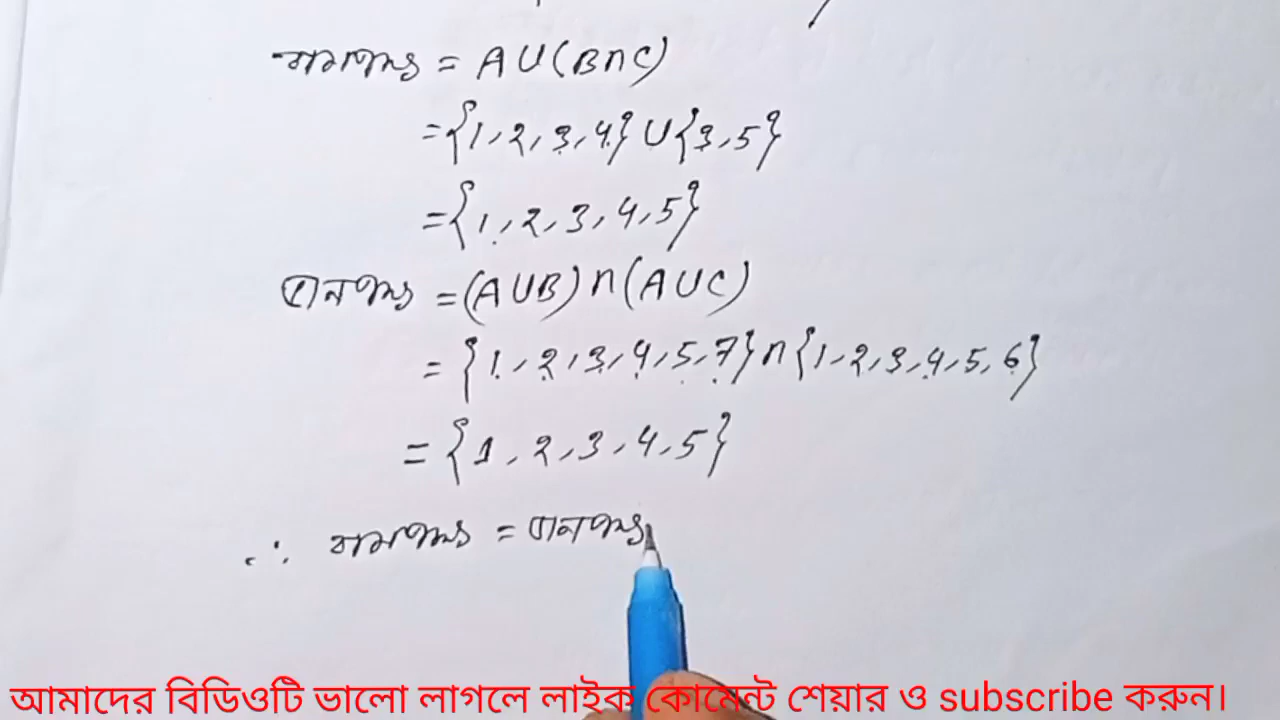 বামপক্ষ = A∪(B∩C)
= {1, 2, 3, 4} ∪ {3, 5}
= {1, 2, 3, 4, 5}
ডানপক্ষ = (A∪B)∩(A∪C)
= {1, 2, 3, 4, 5, 7} ∩ {1, 2, 3, 4, 5, 6}
= {1, 2, 3, 4, 5}
∴ বামপক্ষ = ডানপক্ষ
আমাদের বিডিওটি ভালো লাগলে লাইক কোমেন্ট শেয়ার ও subscribe করুন।